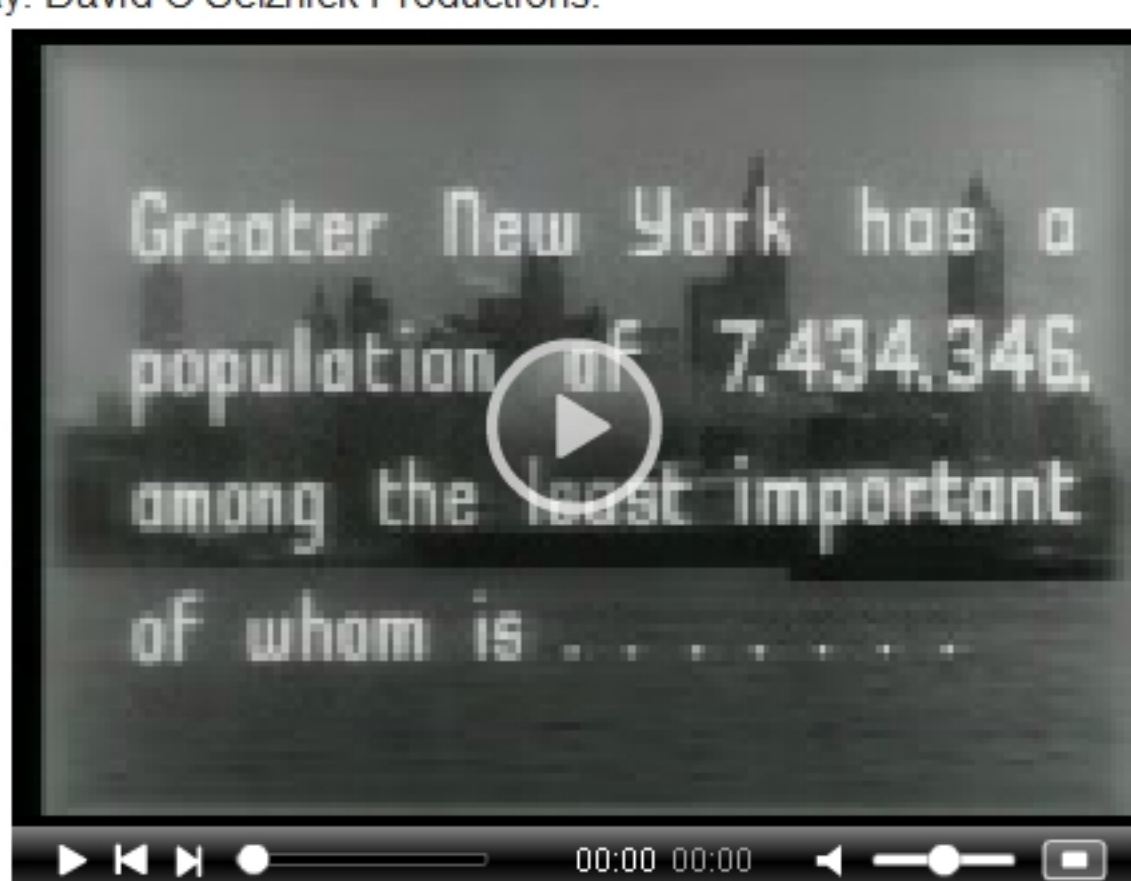 y: David O Selznick Productions.
Greater New York has a
population of 7,434,346,
among the least important
of whom is . . . . . . .
00:00 00:00